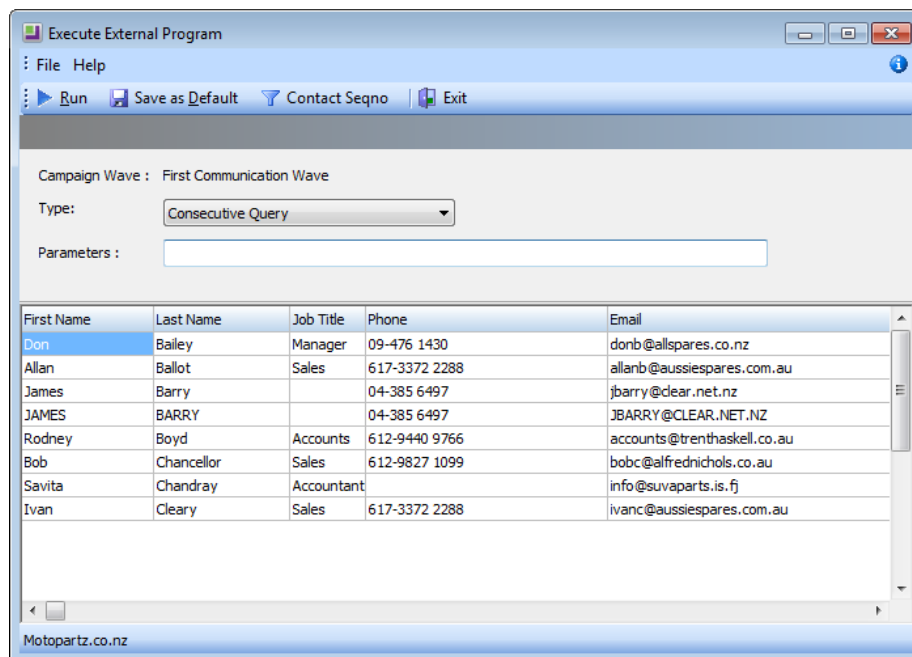 Execute External Program
File Help
Run Save as Default Contact Seqno Exit
Campaign Wave : First Communication Wave
Type: Consecutive Query
Parameters :
First Name Last Name Job Title Phone Email
Don Bailey Manager 09-476 1430 donb@allspares.co.nz
Allan Ballot Sales 617-3372 2288 allanb@aussiespares.com.au
James Barry 04-385 6497 jbarry@clear.net.nz
JAMES BARRY 04-385 6497 JBARRY@CLEAR.NET.NZ
Rodney Boyd Accounts 612-9440 9766 accounts@trenthaskell.co.au
Bob Chancellor Sales 612-9827 1099 bobc@alfrednichols.co.au
Savita Chandray Accountant info@suvaparts.is.fj
Ivan Cleary Sales 617-3372 2288 ivanc@aussiespares.com.au
Motopartz.co.nz